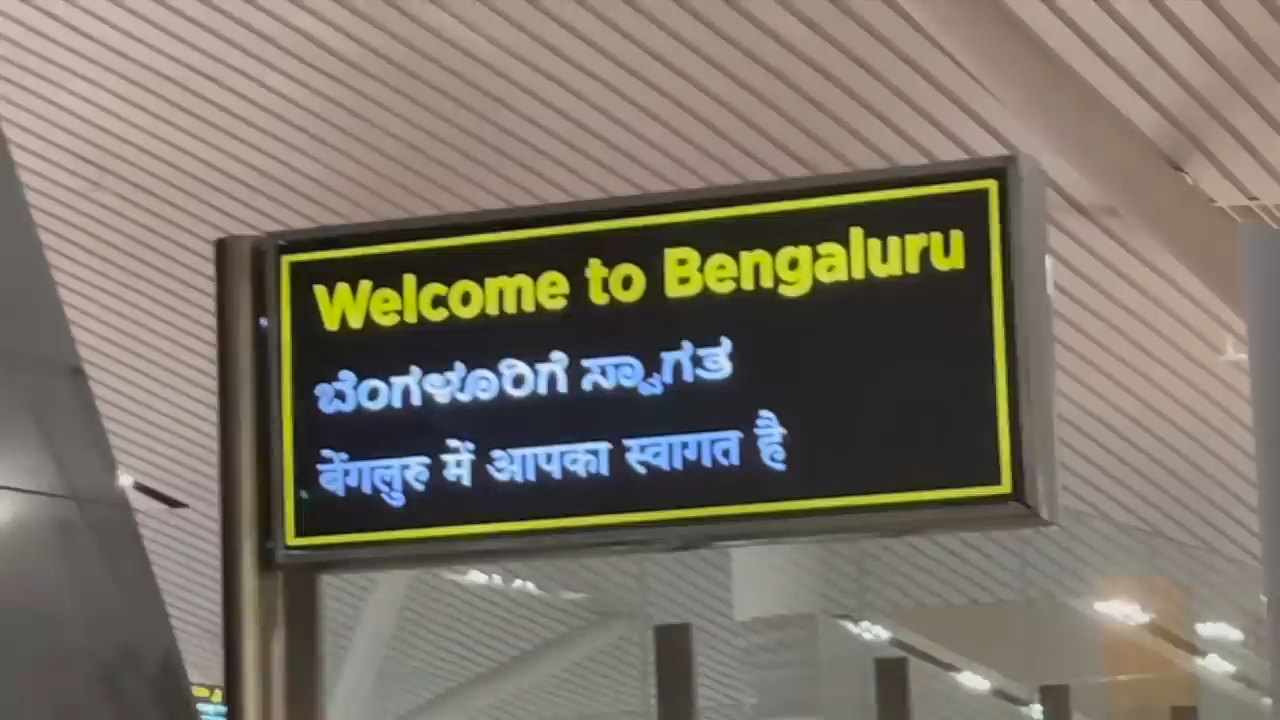 Welcome to Bengaluru
ಬೆಂಗಳೂರಿಗೆ ಸ್ವಾಗತ
बेंगलुरु में आपका स्वागत है